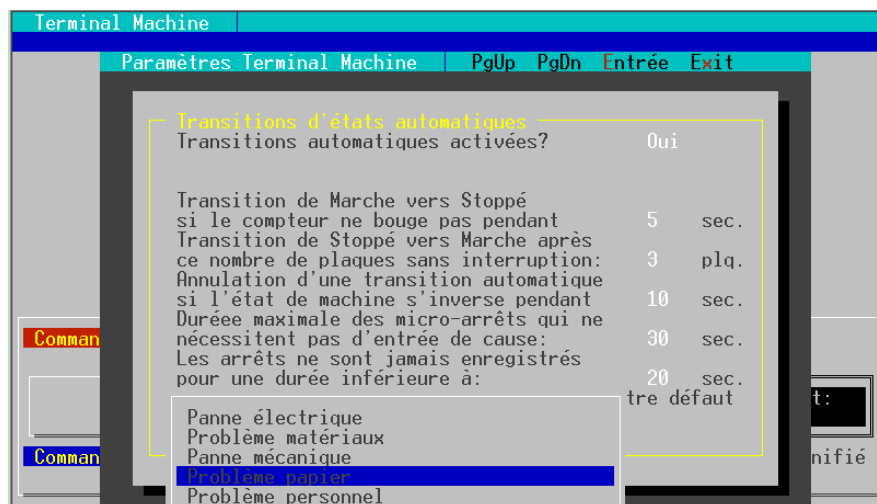 Terminal Machine
Paramètres Terminal Machine PgUp PgDn Entrée Exit
Transitions d'états automatiques
Transitions automatiques activées? Oui
Transition de Marche vers Stoppé
si le compteur ne bouge pas pendant 5 sec.
Transition de Stoppé vers Marche après
ce nombre de plaques sans interruption: 3 plq.
Annulation d'une transition automatique
si l'état de machine s'inverse pendant 10 sec.
Duréee maximale des micro-arrêts qui ne
nécessitent pas d'entrée de cause: 30 sec.
Les arrêts ne sont jamais enregistrés
pour une durée inférieure à: 20 sec.
tre défaut
Comman
t:
Panne électrique
Problème matériaux
Panne mécanique
Problème papier
Problème personnel
Comman
nifié